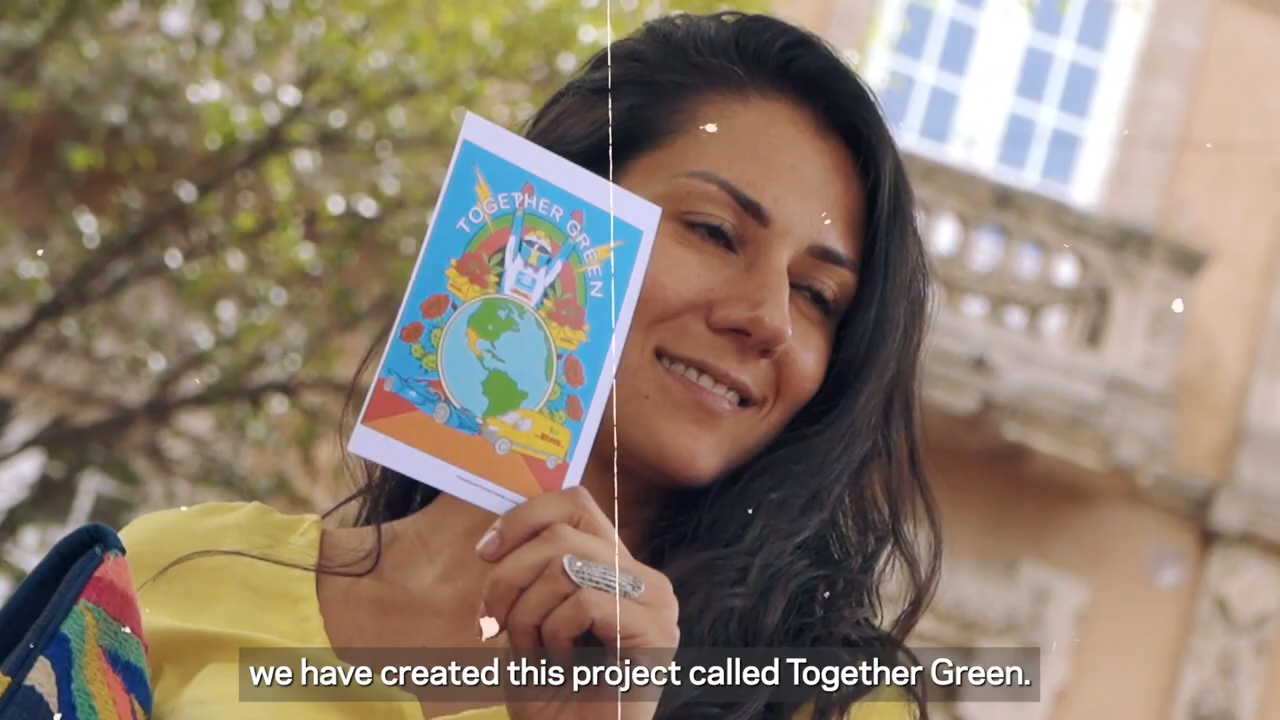 TOGETHER GREEN
DHL
we have created this project called Together Green.